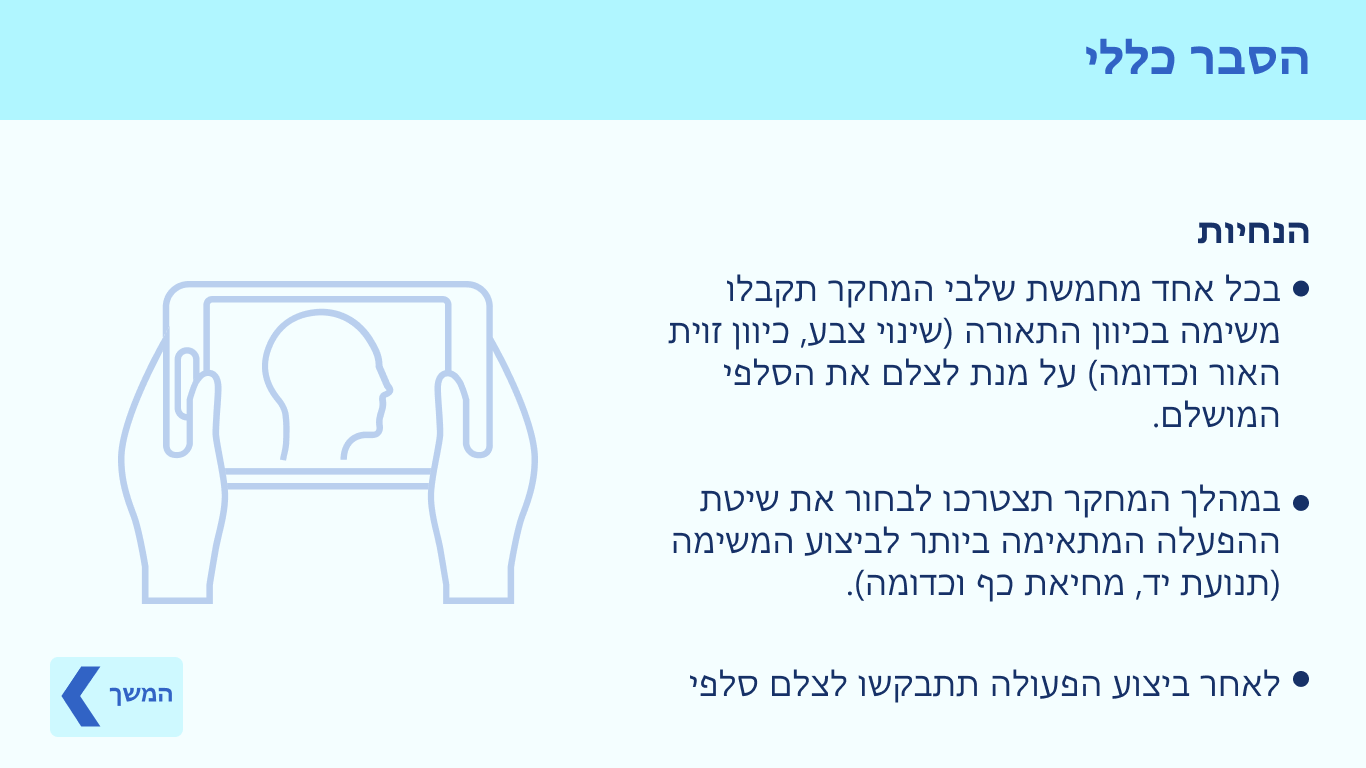 הסבר כללי
הנחיות
• בכל אחד מחמשת שלבי המחקר תקבלו
משימה בכיוון התאורה (שינוי צבע, כיוון זוית
האור וכדומה) על מנת לצלם את הסלפי
המושלם.
• במהלך המחקר תצטרכו לבחור את שיטת
ההפעלה המתאימה ביותר לביצוע המשימה
(תנועת יד, מחיאת כף וכדומה).
• לאחר ביצוע הפעולה תתבקשו לצלם סלפי
המשך